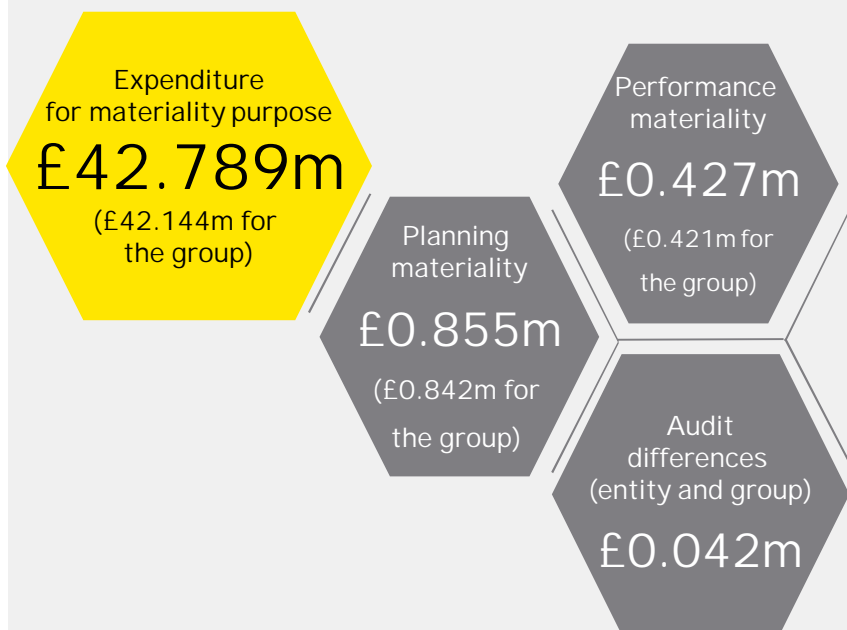 Expenditure
for materiality purpose
£42.789m
(£42.144m for
the group)
Planning
materiality
£0.855m
(£0.842m for
the group)
Performance
materiality
£0.427m
(£0.421m for
the group)
Audit
differences
(entity and group)
£0.042m